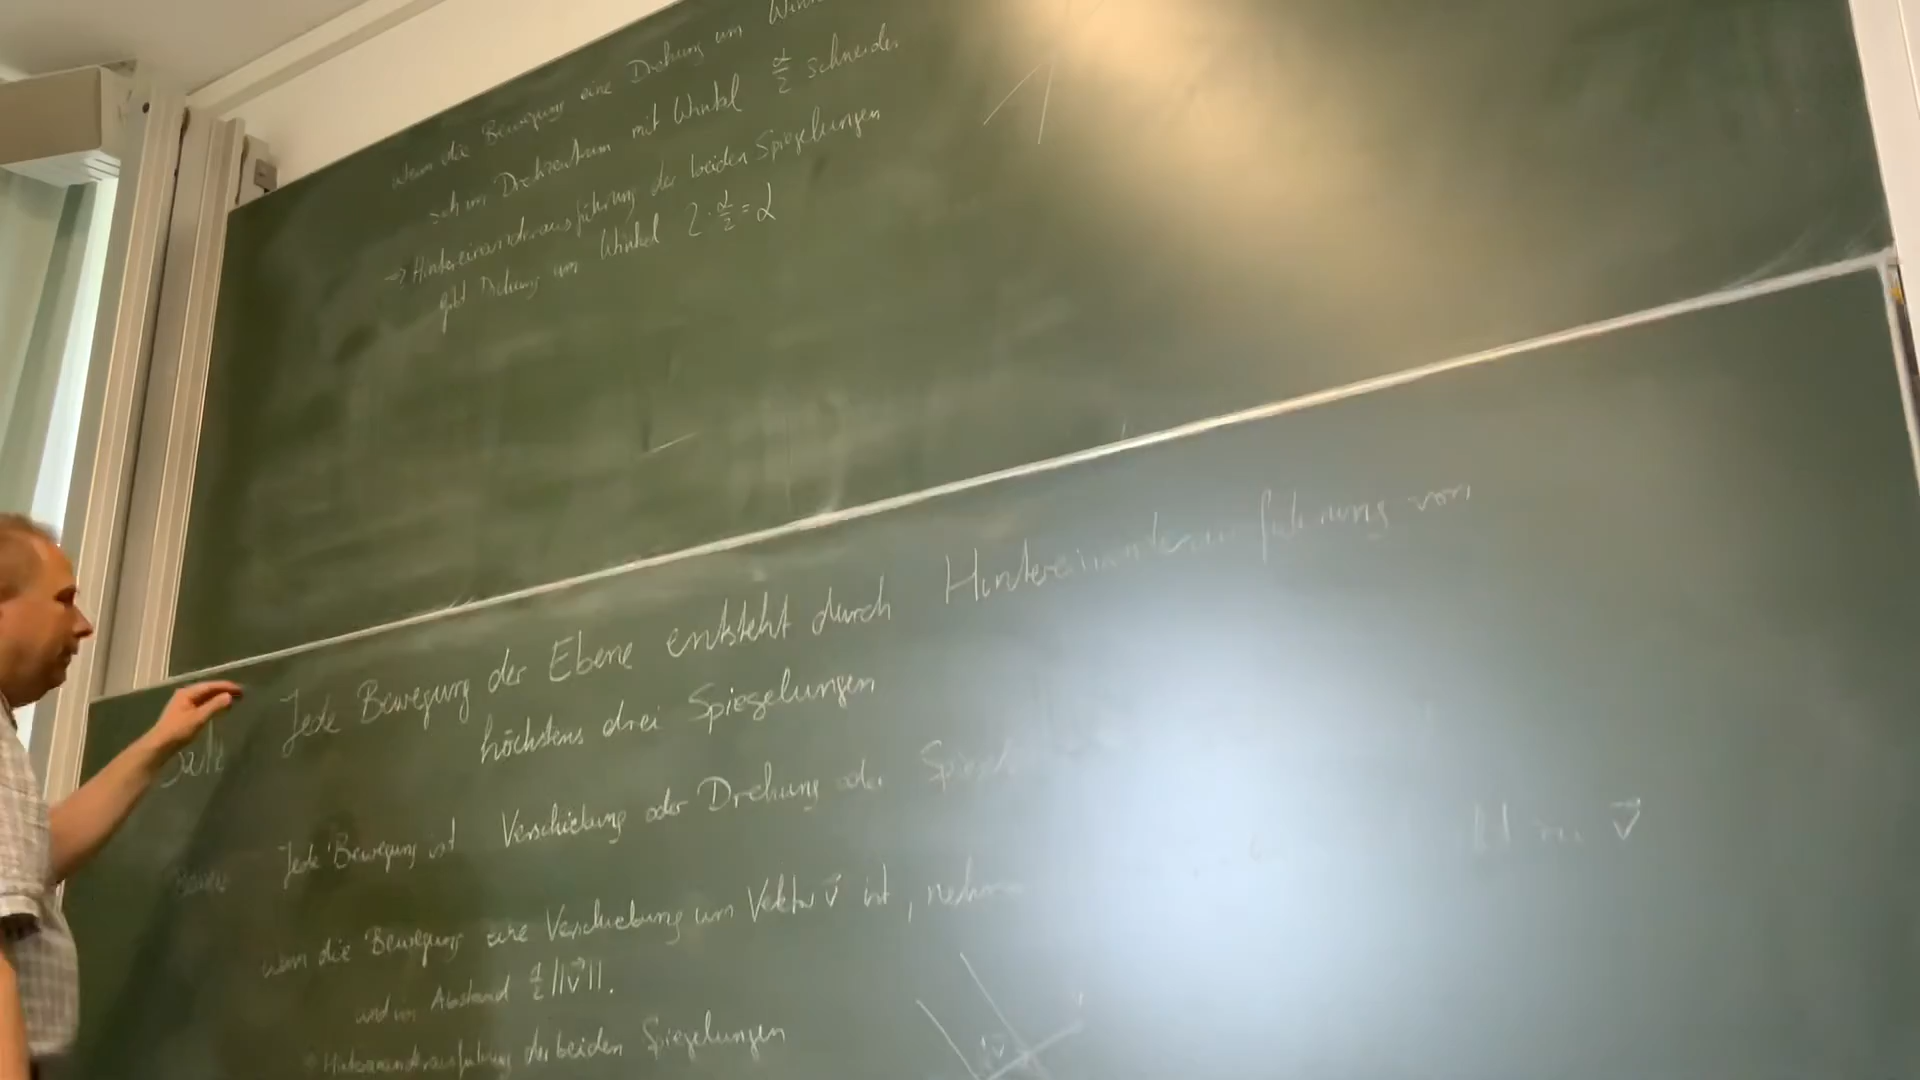 wenn die Bewegung eine Drehung um
sich im Drehzentrum mit Winkel α/2 schneiden
=> Hintereinanderausführung der beiden Spiegelungen
gibt Drehung um Winkel 2·α/2 = α
Satz Jede Bewegung der Ebene entsteht durch Hintereinanderausführung von
höchstens drei Spiegelungen
Beweis Jede Bewegung ist Verschiebung oder Drehung oder
wenn die Bewegung eine Verschiebung um Vektor v⃗ ist,
v⃗
und im Abstand 1/2 ||v⃗||.
Hintereinanderausführung der beiden Spiegelungen
v⃗